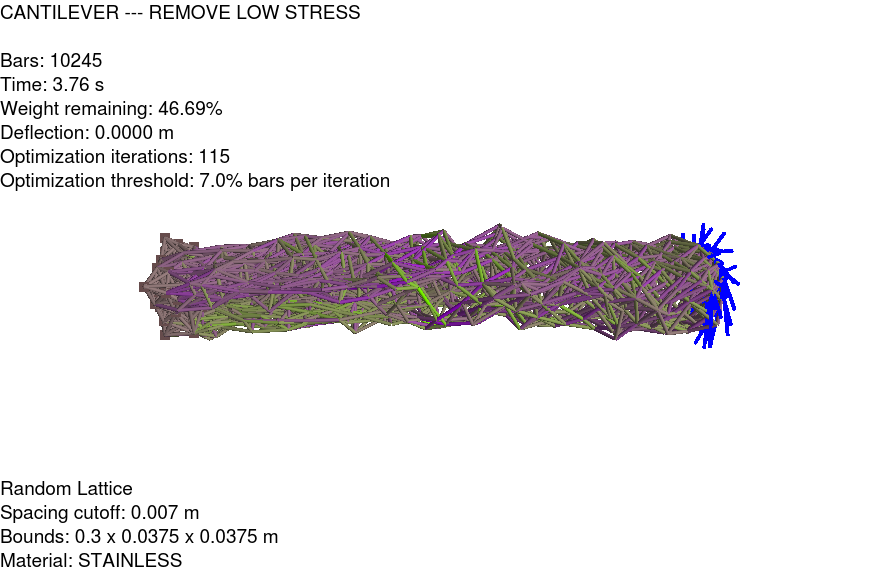 CANTILEVER --- REMOVE LOW STRESS
Bars: 10245
Time: 3.76 s
Weight remaining: 46.69%
Deflection: 0.0000 m
Optimization iterations: 115
Optimization threshold: 7.0% bars per iteration
Random Lattice
Spacing cutoff: 0.007 m
Bounds: 0.3 x 0.0375 x 0.0375 m
Material: STAINLESS